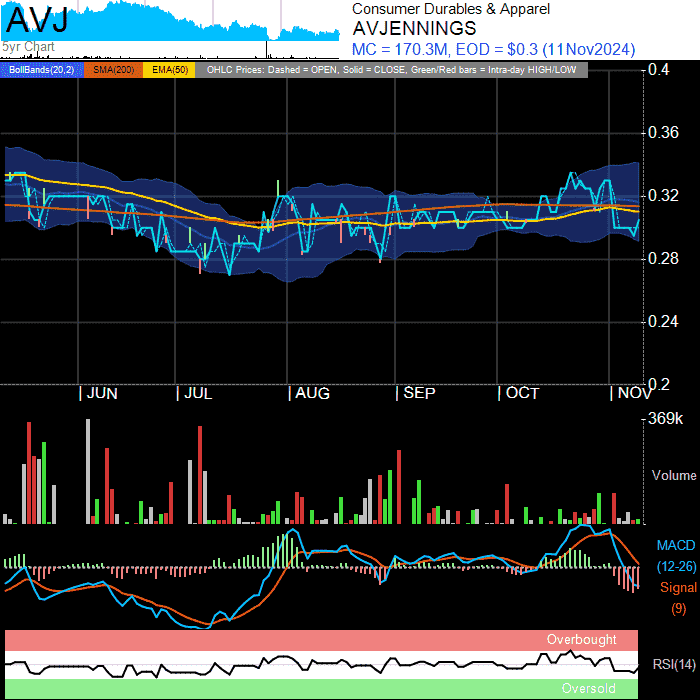 AVJ
5yr Chart
Consumer Durables & Apparel
AVJENNINGS
MC = 170.3M, EOD = $0.3 (11Nov2024)
BollBands(20,2) SMA(200) EMA(50) OHLC Prices: Dashed = OPEN, Solid = CLOSE, Green/Red bars = Intra-day HIGH/LOW
0.4
0.36
0.32
0.28
0.24
0.2
| JUN | JUL | AUG | SEP | OCT | NOV
369k
Volume
MACD
(12-26)
Signal
(9)
Overbought
RSI(14)
Oversold